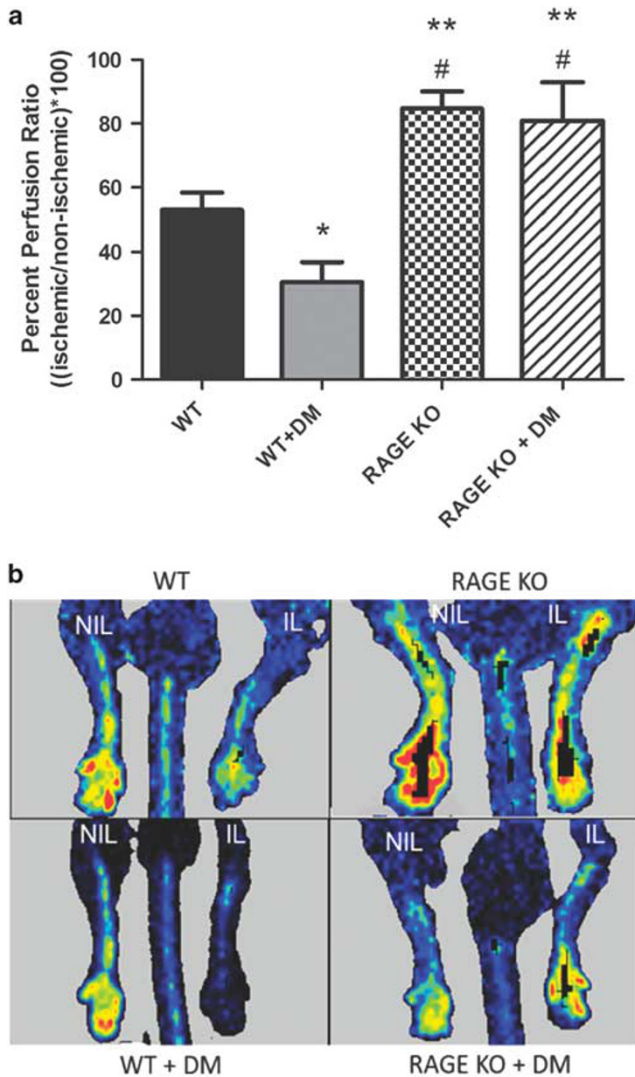 a
Percent Perfusion Ratio
((ischemic/non-ischemic)*100)
100
80
60
40
20
0
*
**
#
**
#
WT
WT+DM
RAGE KO
RAGE KO + DM
b
WT
RAGE KO
NIL
IL
NIL
IL
NIL
IL
NIL
IL
WT + DM
RAGE KO + DM